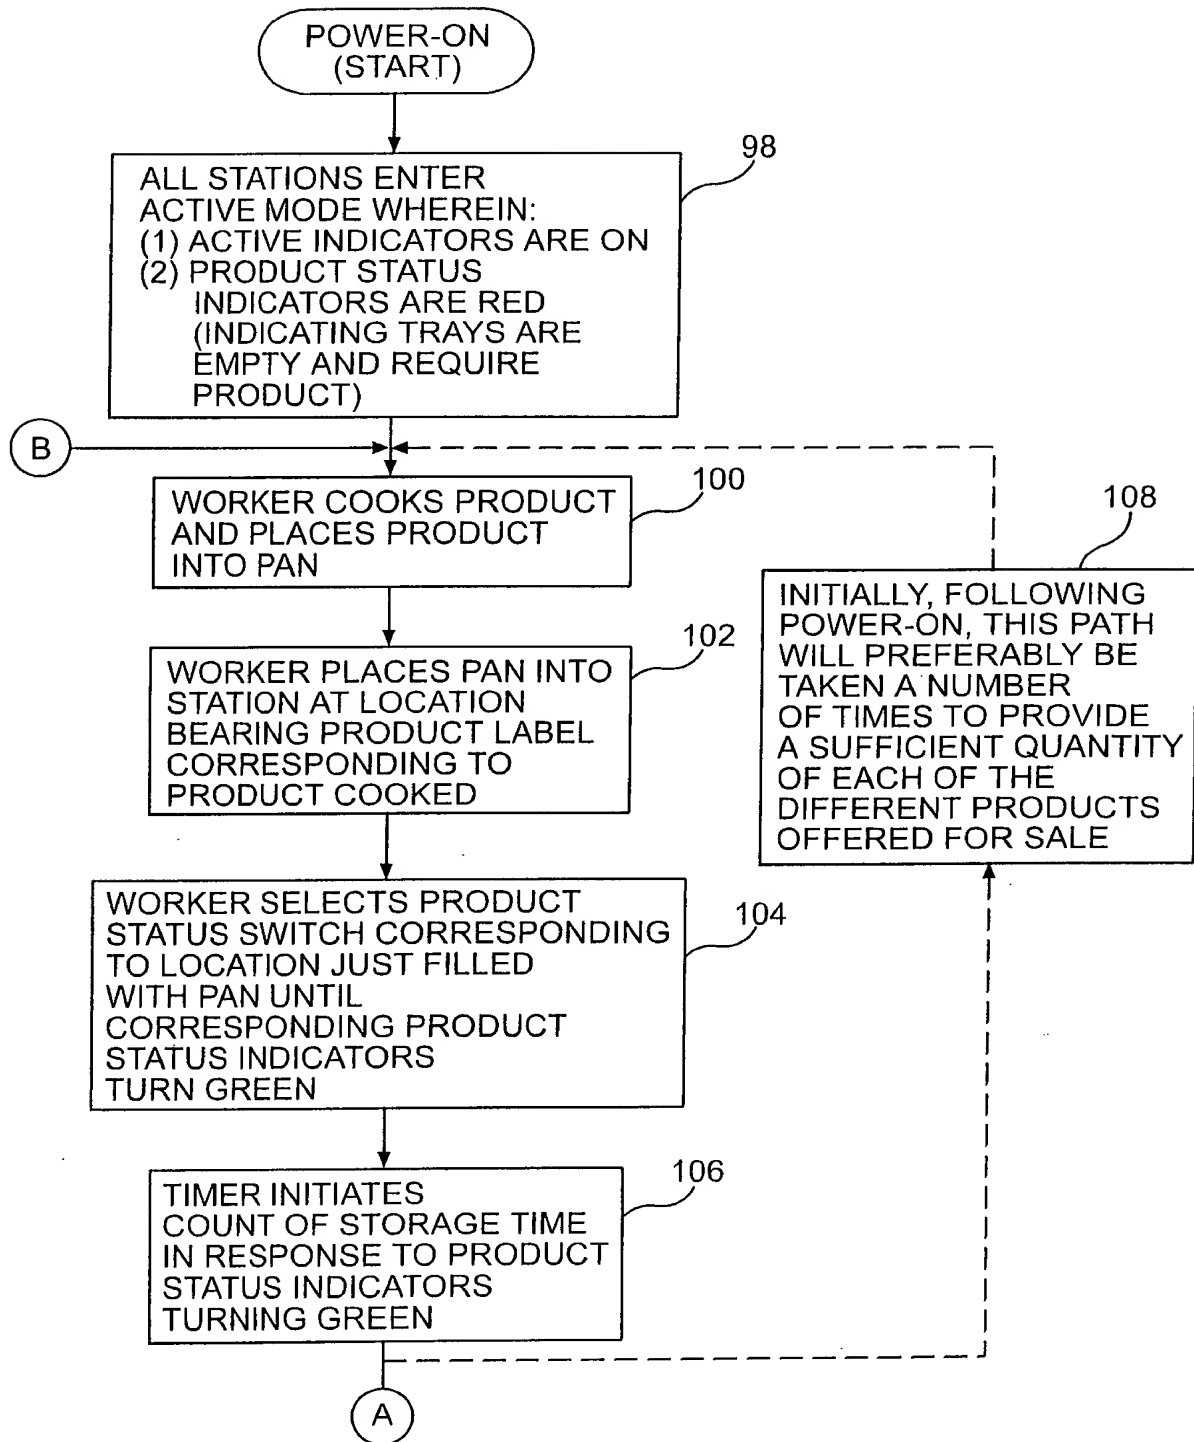 POWER-ON
(START)
98
ALL STATIONS ENTER
ACTIVE MODE WHEREIN:
(1) ACTIVE INDICATORS ARE ON
(2) PRODUCT STATUS
INDICATORS ARE RED
(INDICATING TRAYS ARE
EMPTY AND REQUIRE
PRODUCT)
B
100
WORKER COOKS PRODUCT
AND PLACES PRODUCT
INTO PAN
108
INITIALLY, FOLLOWING
POWER-ON, THIS PATH
WILL PREFERABLY BE
TAKEN A NUMBER
OF TIMES TO PROVIDE
A SUFFICIENT QUANTITY
OF EACH OF THE
DIFFERENT PRODUCTS
OFFERED FOR SALE
102
WORKER PLACES PAN INTO
STATION AT LOCATION
BEARING PRODUCT LABEL
CORRESPONDING TO
PRODUCT COOKED
104
WORKER SELECTS PRODUCT
STATUS SWITCH CORRESPONDING
TO LOCATION JUST FILLED
WITH PAN UNTIL
CORRESPONDING PRODUCT
STATUS INDICATORS
TURN GREEN
106
TIMER INITIATES
COUNT OF STORAGE TIME
IN RESPONSE TO PRODUCT
STATUS INDICATORS
TURNING GREEN
A